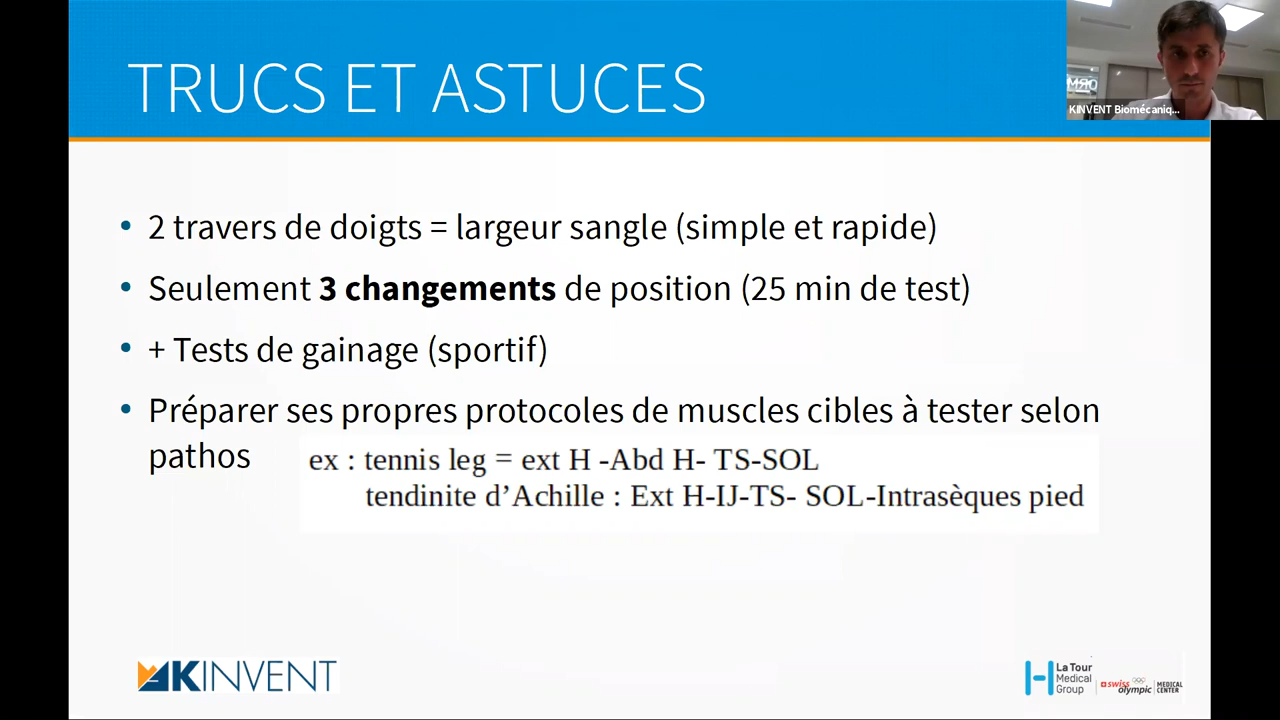 TRUCS ET ASTUCES
KINVENT Biomécaniq...
• 2 travers de doigts = largeur sangle (simple et rapide)
• Seulement 3 changements de position (25 min de test)
• + Tests de gainage (sportif)
• Préparer ses propres protocoles de muscles cibles à tester selon
pathos
ex : tennis leg = ext H -Abd H- TS-SOL
tendinite d’Achille : Ext H-IJ-TS- SOL-Intrasèques pied
KINVENT
La Tour
Medical
Group
swiss
olympic
MEDICAL
CENTER